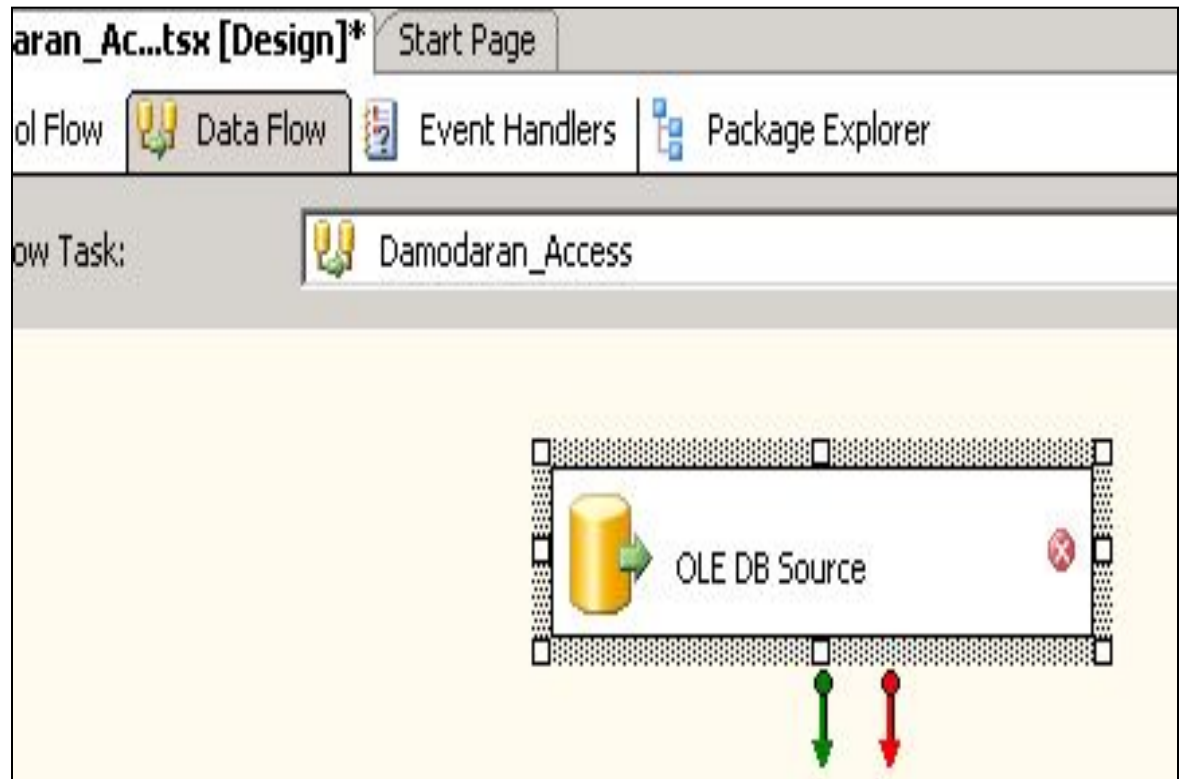 aran_Ac...tsx [Design]* Start Page
ol Flow Data Flow Event Handlers Package Explorer
ow Task: Damodaran_Access
OLE DB Source